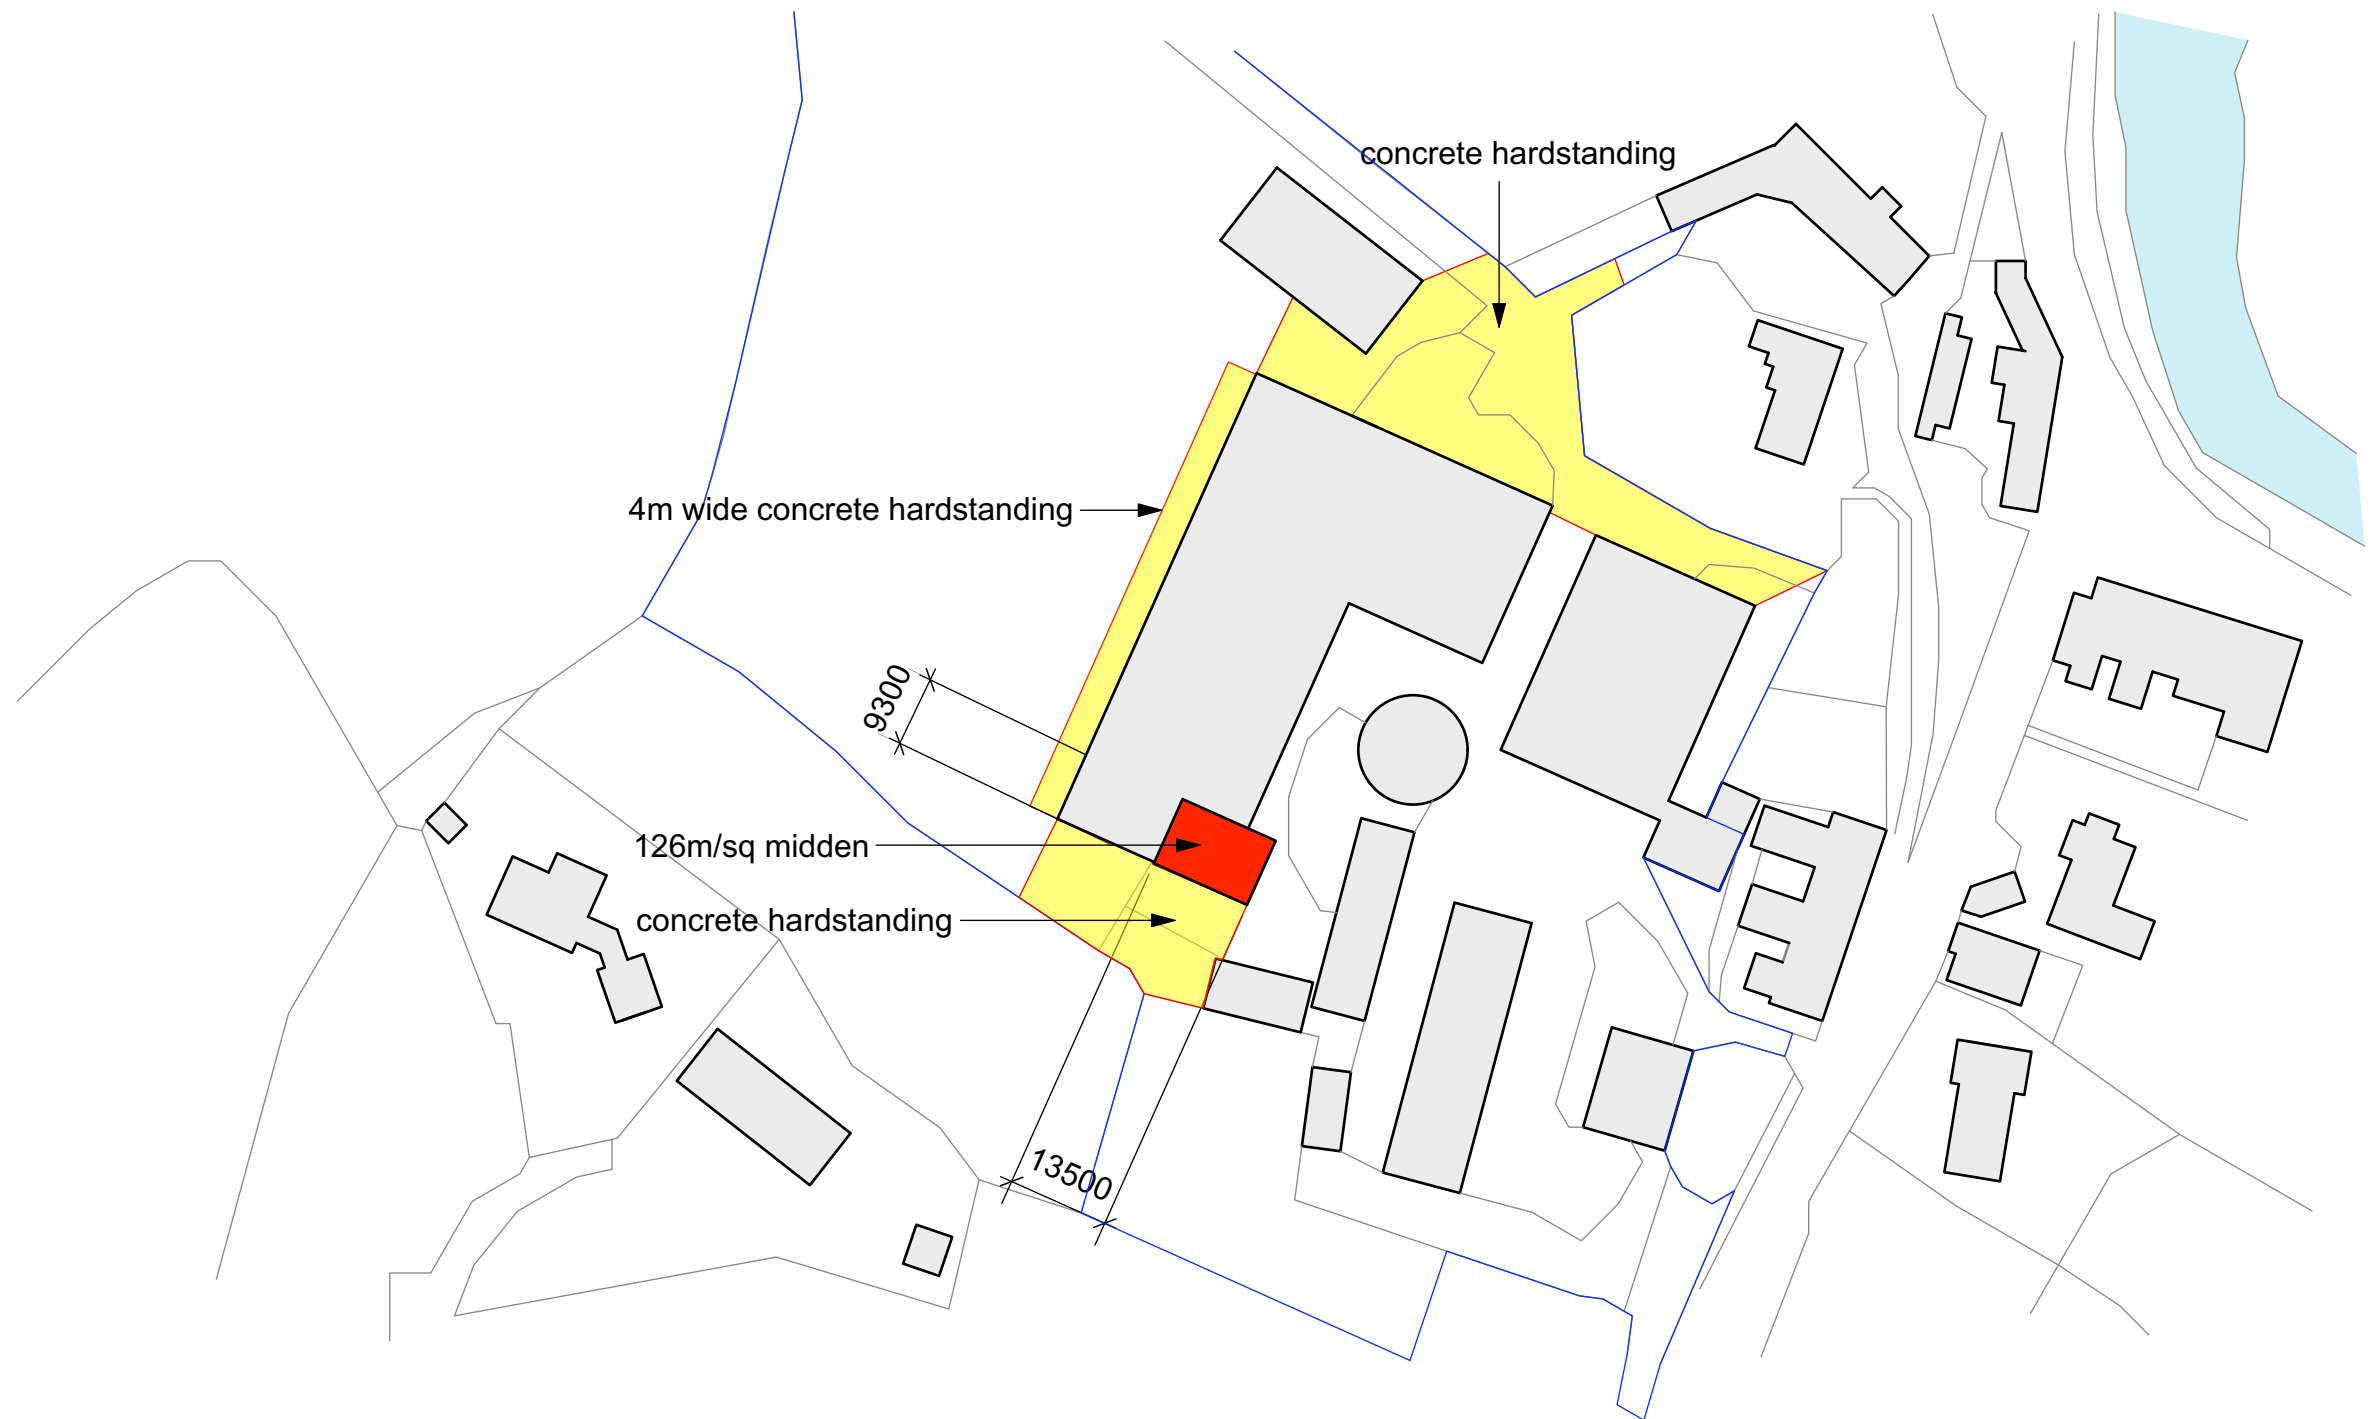 concrete hardstanding
4m wide concrete hardstanding
9300
126m/sq midden
concrete hardstanding
13500